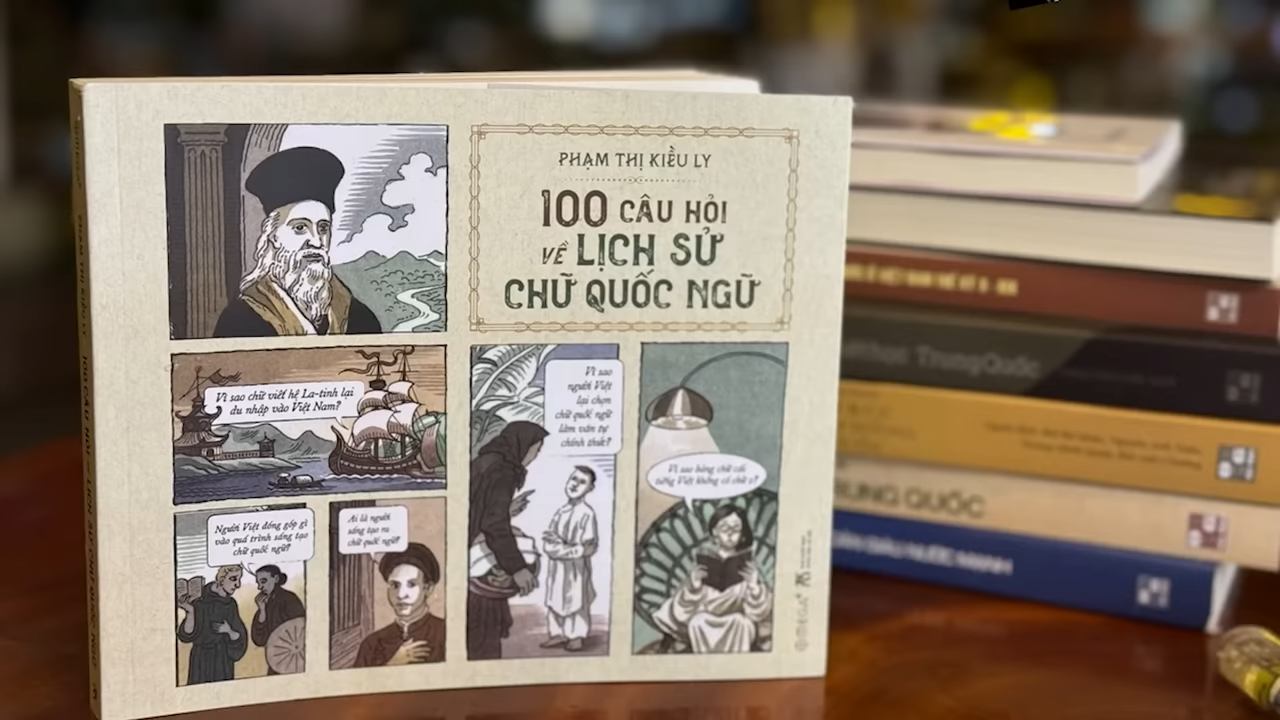 PHẠM THỊ KIỀU LY
100 CÂU HỎI
VỀ LỊCH SỬ
CHỮ QUỐC NGỮ
Vì sao chữ viết hệ La-tinh lại
du nhập vào Việt Nam?
Vì sao
người Việt
lại chọn
chữ quốc ngữ
làm văn tự
chính thức?
Vì sao bảng chữ cái
tiếng Việt không có chữ z?
Người Việt đóng góp gì
vào quá trình sáng tạo
chữ quốc ngữ?
Ai là người
sáng tạo ra
chữ quốc ngữ?
OMEGA
Trung Quốc
TRUNG QUỐC